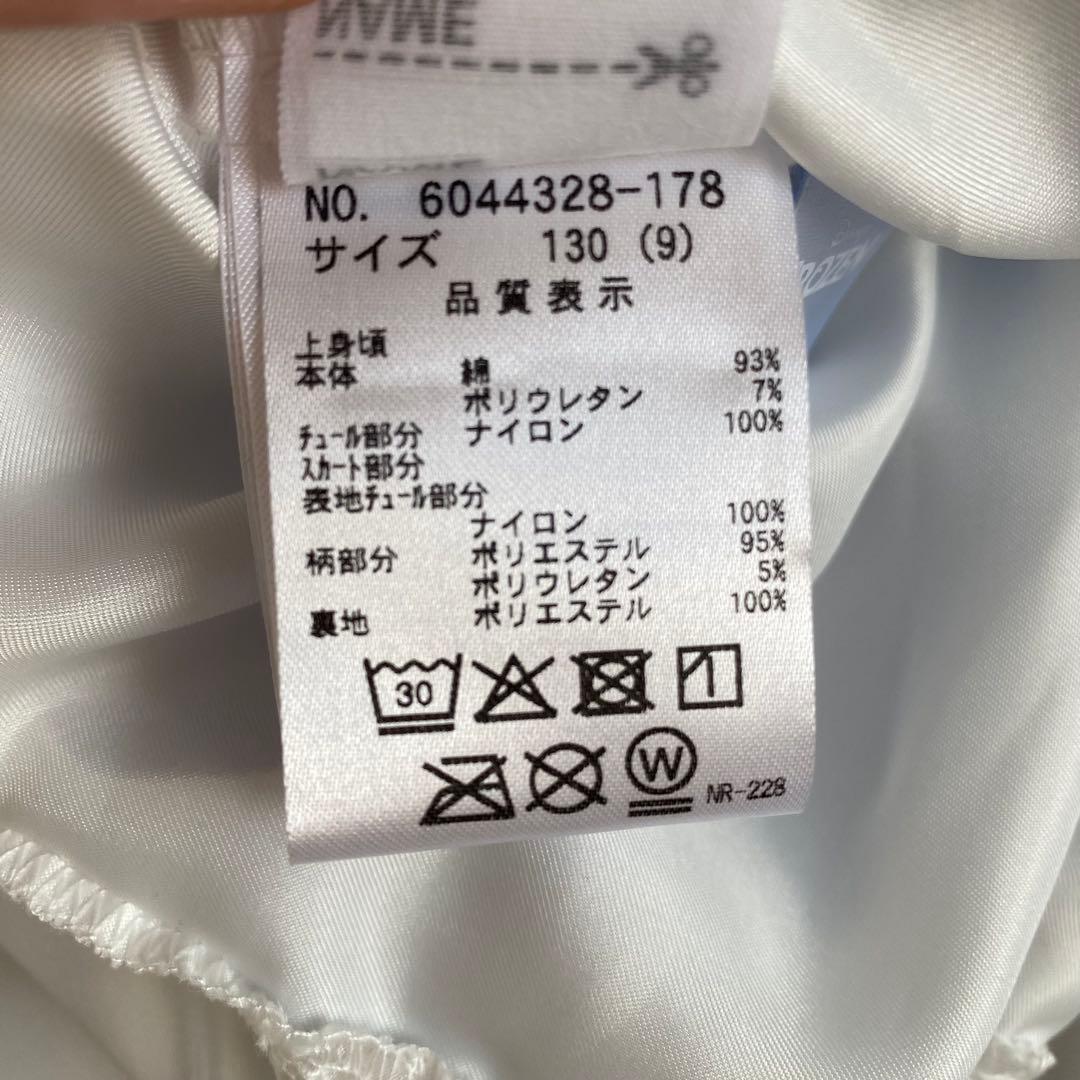 NAME
NO. 6044328-178
サイズ 130 (9)
品質表示
上身頃
本体 綿 93%
ポリウレタン 7%
チュール部分 ナイロン 100%
スカート部分
表地チュール部分
ナイロン 100%
柄部分 ポリエステル 95%
ポリウレタン 5%
裏地 ポリエステル 100%
30
W NR-228